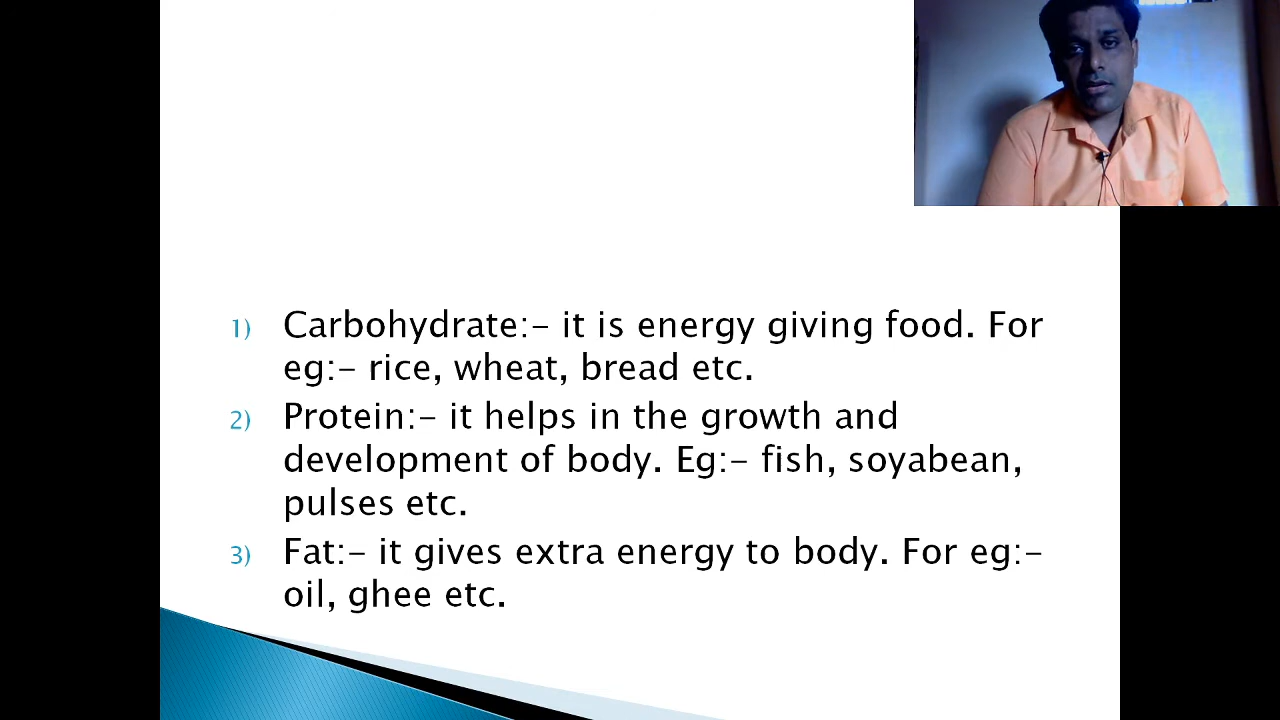 1) Carbohydrate:- it is energy giving food. For
eg:- rice, wheat, bread etc.
2) Protein:- it helps in the growth and
development of body. Eg:- fish, soyabean,
pulses etc.
3) Fat:- it gives extra energy to body. For eg:-
oil, ghee etc.